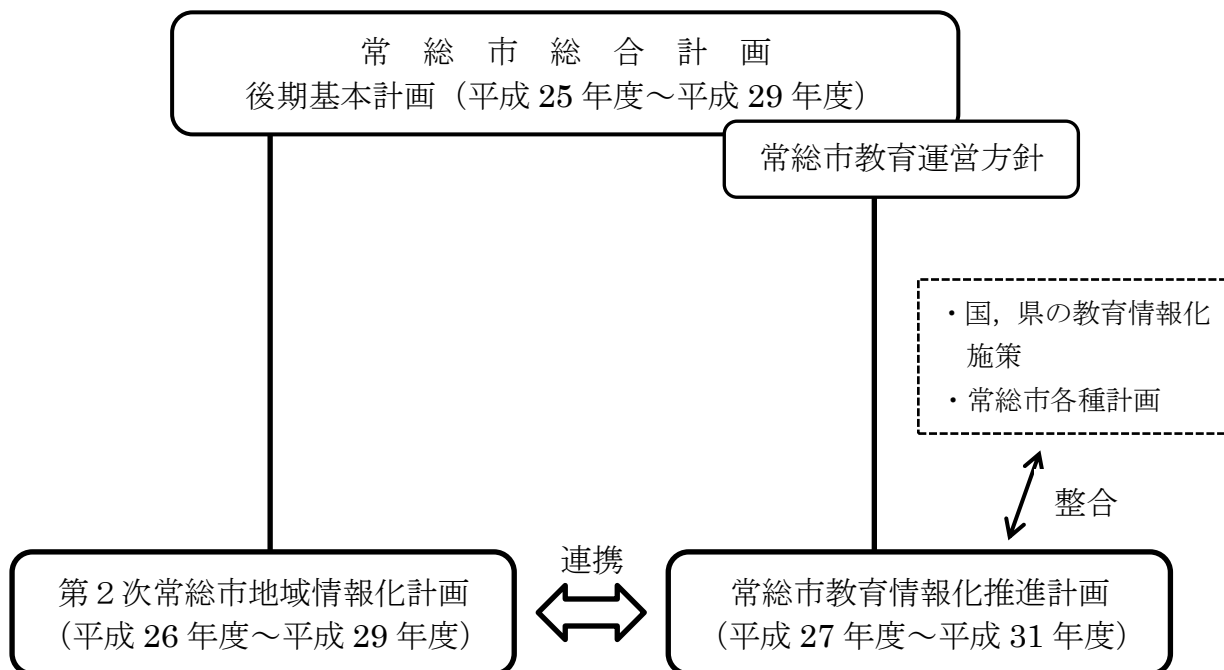 常総市総合計画
後期基本計画（平成 25 年度～平成 29 年度）
常総市教育運営方針
・国，県の教育情報化
施策
・常総市各種計画
整合
連携
第２次常総市地域情報化計画
（平成 26 年度～平成 29 年度）
常総市教育情報化推進計画
（平成 27 年度～平成 31 年度）